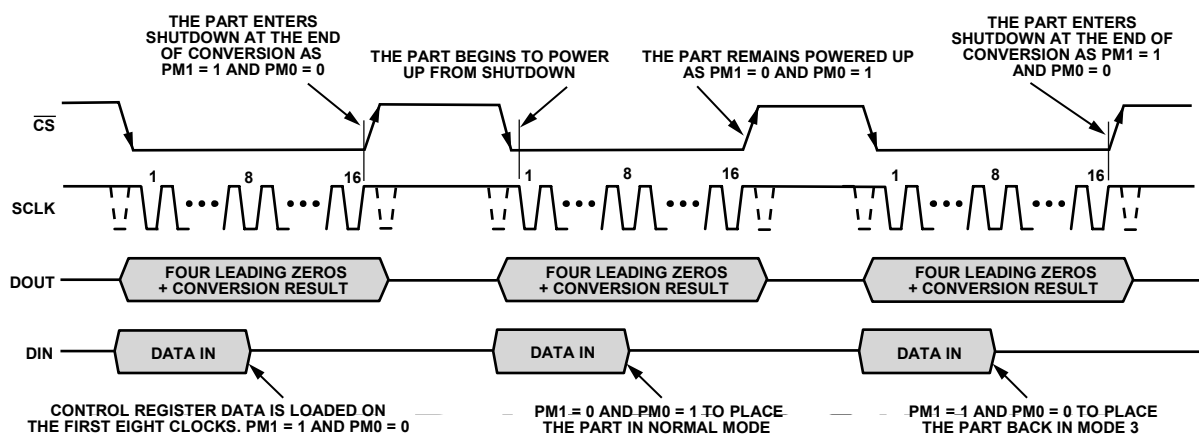 THE PART ENTERS
SHUTDOWN AT THE END
OF CONVERSION AS
PM1 = 1 AND PM0 = 0
THE PART BEGINS TO POWER
UP FROM SHUTDOWN
THE PART REMAINS POWERED UP
AS PM1 = 0 AND PM0 = 1
THE PART ENTERS
SHUTDOWN AT THE END OF
CONVERSION AS PM1 = 1
AND PM0 = 0
CS
SCLK
1 8 16 1 8 16 1 8 16
DOUT
FOUR LEADING ZEROS
+ CONVERSION RESULT
FOUR LEADING ZEROS
+ CONVERSION RESULT
FOUR LEADING ZEROS
+ CONVERSION RESULT
DIN
DATA IN
DATA IN
DATA IN
CONTROL REGISTER DATA IS LOADED ON
THE FIRST EIGHT CLOCKS. PM1 = 1 AND PM0 = 0
PM1 = 0 AND PM0 = 1 TO PLACE
THE PART IN NORMAL MODE
PM1 = 1 AND PM0 = 0 TO PLACE
THE PART BACK IN MODE 3